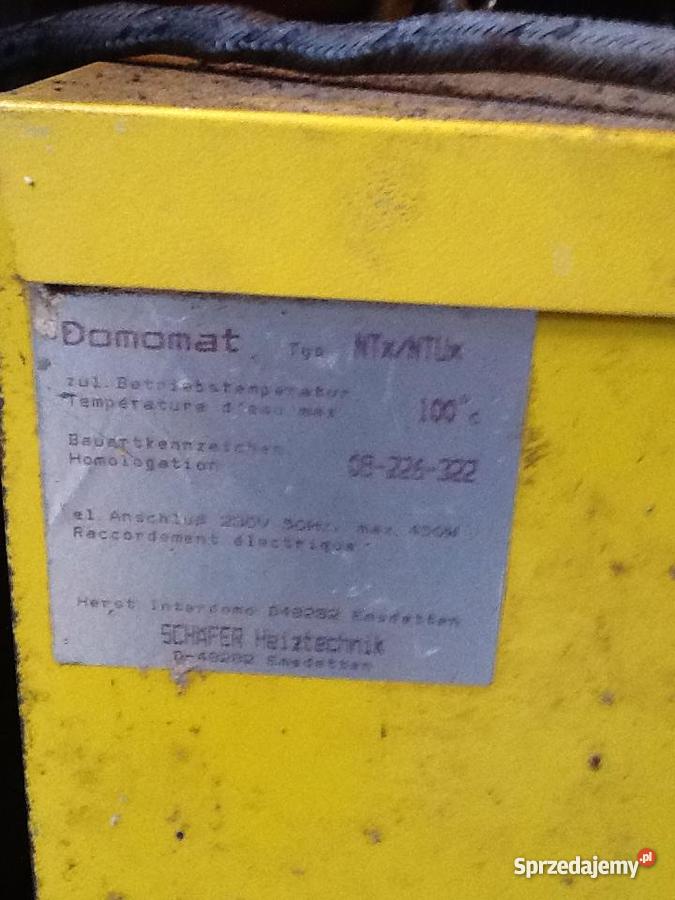 Domomat Typ NTx/NTUx
zul. Betriebstemperatur
Température d'eau max 100°c
Bauartkennzeichen
Homologation 08-226-322
el. Anschluß 230V 50Hz, max. 450W
Raccordement électrique
Herst Interdomo D48282 Emsdetten
SCHÄFER Heiztechnik
D-48282 Emsdetten
Sprzedajemy.pl